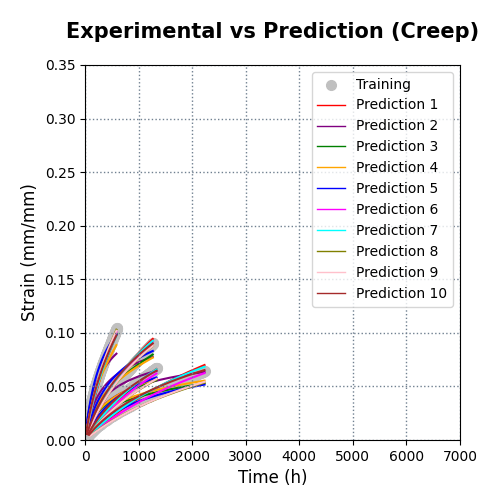 Experimental vs Prediction (Creep)
0.35
0.30
0.25
0.20
0.15
0.10
0.05
0.00
Strain (mm/mm)
Training
Prediction 1
Prediction 2
Prediction 3
Prediction 4
Prediction 5
Prediction 6
Prediction 7
Prediction 8
Prediction 9
Prediction 10
0 1000 2000 3000 4000 5000 6000 7000
Time (h)